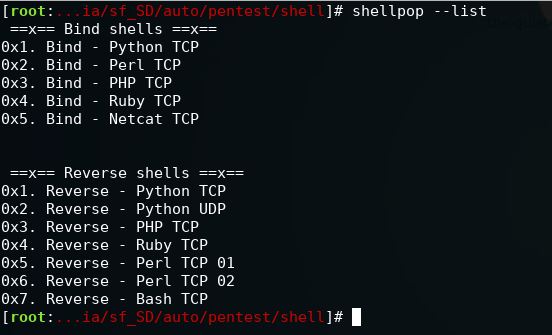 [root:...ia/sf_SD/auto/pentest/shell]# shellpop --list
==x== Bind shells ==x==
0x1. Bind - Python TCP
0x2. Bind - Perl TCP
0x3. Bind - PHP TCP
0x4. Bind - Ruby TCP
0x5. Bind - Netcat TCP
==x== Reverse shells ==x==
0x1. Reverse - Python TCP
0x2. Reverse - Python UDP
0x3. Reverse - PHP TCP
0x4. Reverse - Ruby TCP
0x5. Reverse - Perl TCP 01
0x6. Reverse - Perl TCP 02
0x7. Reverse - Bash TCP
[root:...ia/sf_SD/auto/pentest/shell]#